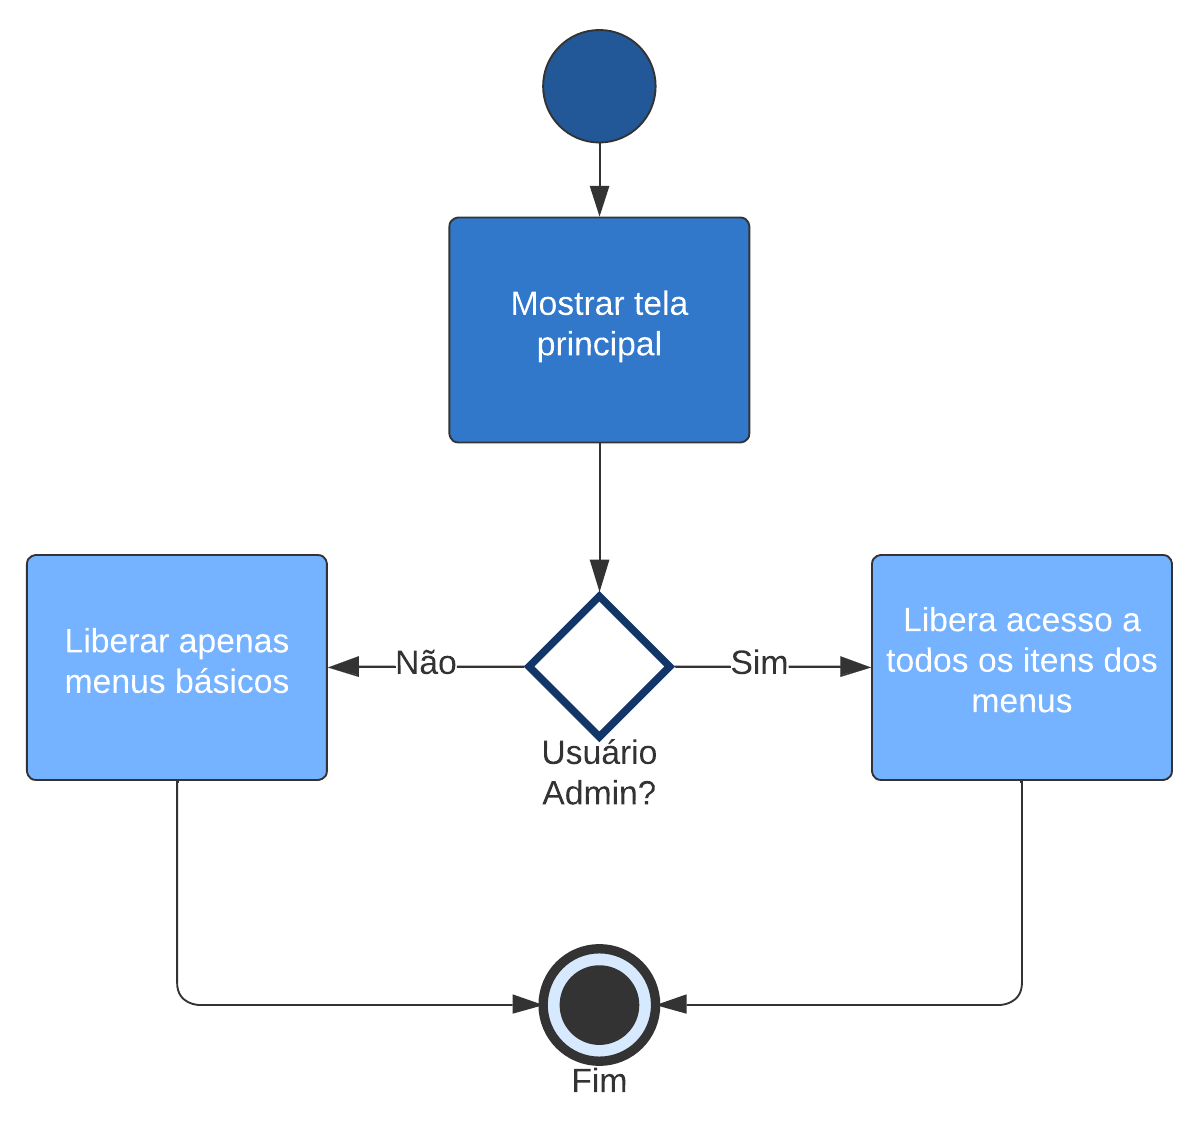 Mostrar tela
principal
Liberar apenas
menus básicos
Não
Sim
Libera acesso a
todos os itens dos
menus
Usuário
Admin?
Fim